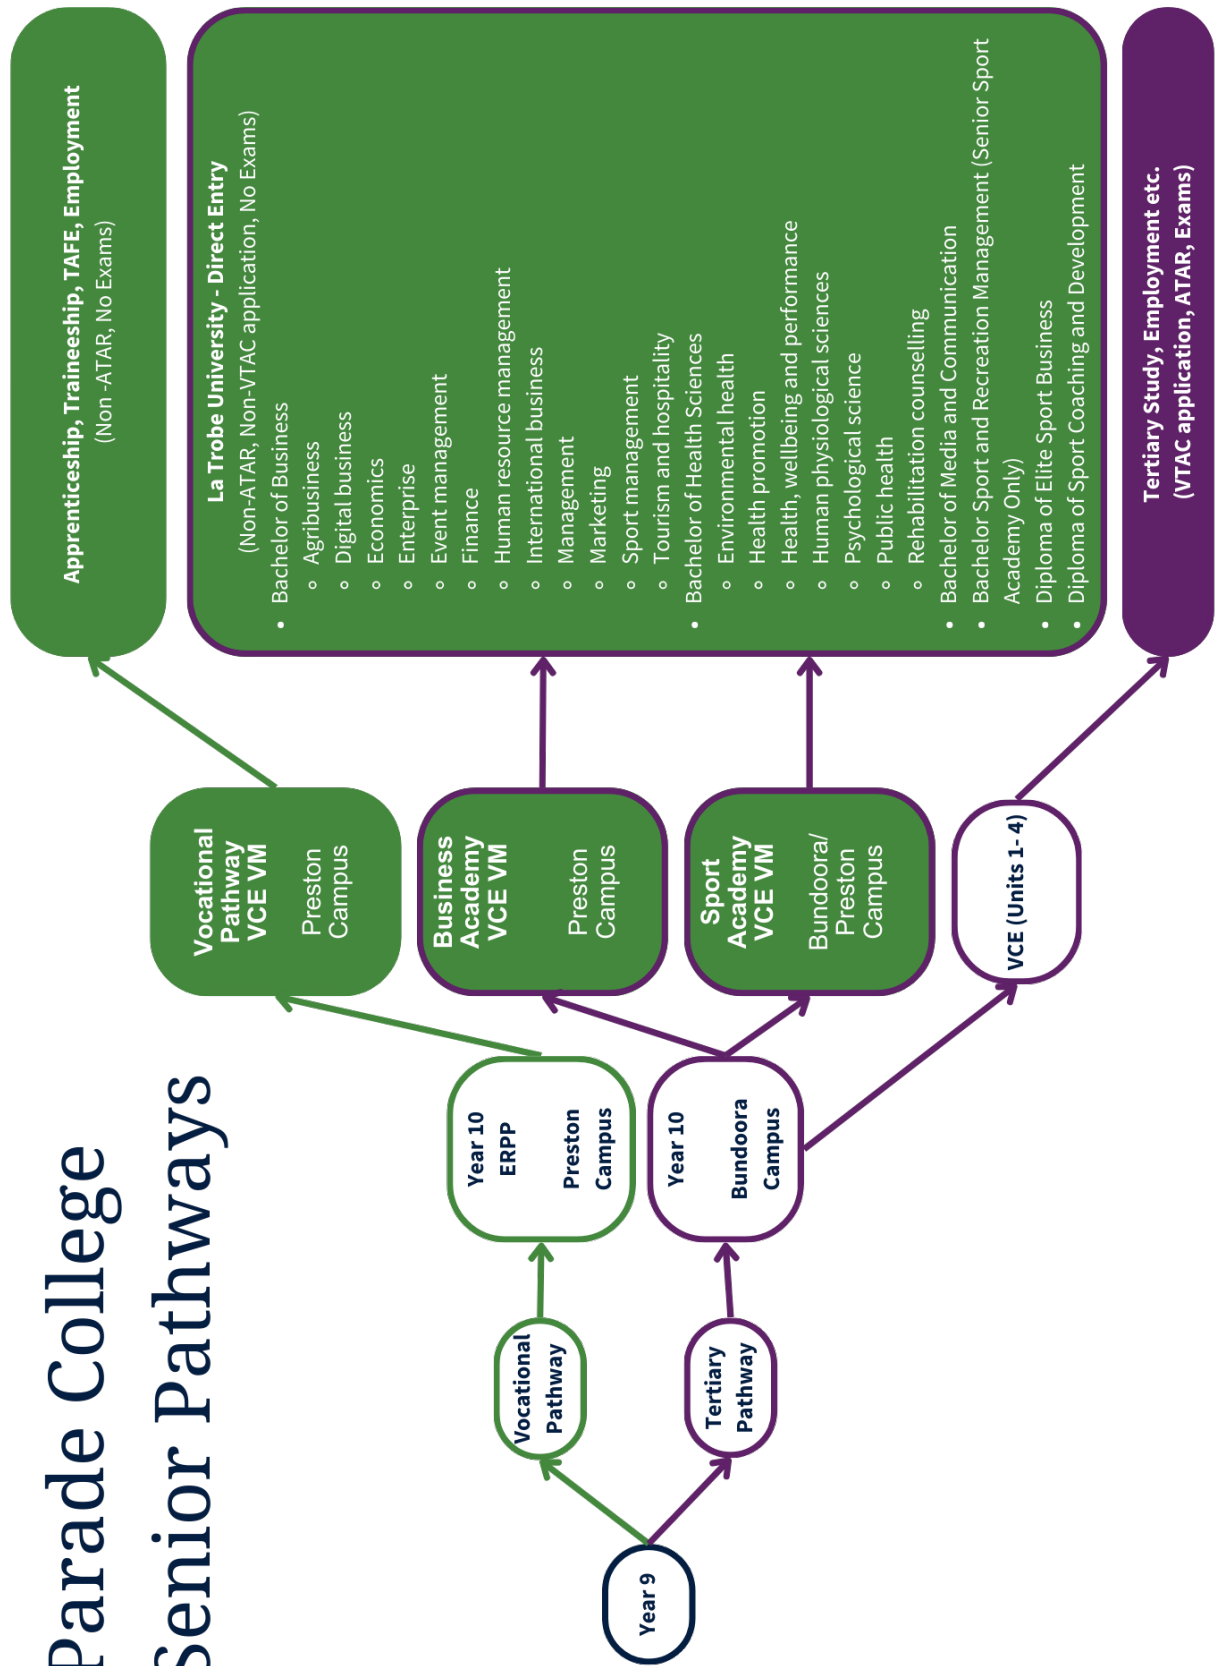 Parade College
Senior Pathways
Year 9
Vocational
Pathway
Tertiary
Pathway
Year 10
ERPP
Preston
Campus
Year 10
Bundoora
Campus
Vocational
Pathway
VCE VM
Preston
Campus
Business
Academy
VCE VM
Preston
Campus
Sport
Academy
VCE VM
Bundoora/
Preston
Campus
VCE (Units 1- 4)
Apprenticeship, Traineeship, TAFE, Employment
(Non -ATAR, No Exams)
La Trobe University - Direct Entry
(Non-ATAR, Non-VTAC application, No Exams)
• Bachelor of Business
◦ Agribusiness
◦ Digital business
◦ Economics
◦ Enterprise
◦ Event management
◦ Finance
◦ Human resource management
◦ International business
◦ Management
◦ Marketing
◦ Sport management
◦ Tourism and hospitality
• Bachelor of Health Sciences
◦ Environmental health
◦ Health promotion
◦ Health, wellbeing and performance
◦ Human physiological sciences
◦ Psychological science
◦ Public health
◦ Rehabilitation counselling
• Bachelor of Media and Communication
• Bachelor Sport and Recreation Management (Senior Sport
Academy Only)
• Diploma of Elite Sport Business
• Diploma of Sport Coaching and Development
Tertiary Study, Employment etc.
(VTAC application, ATAR, Exams)